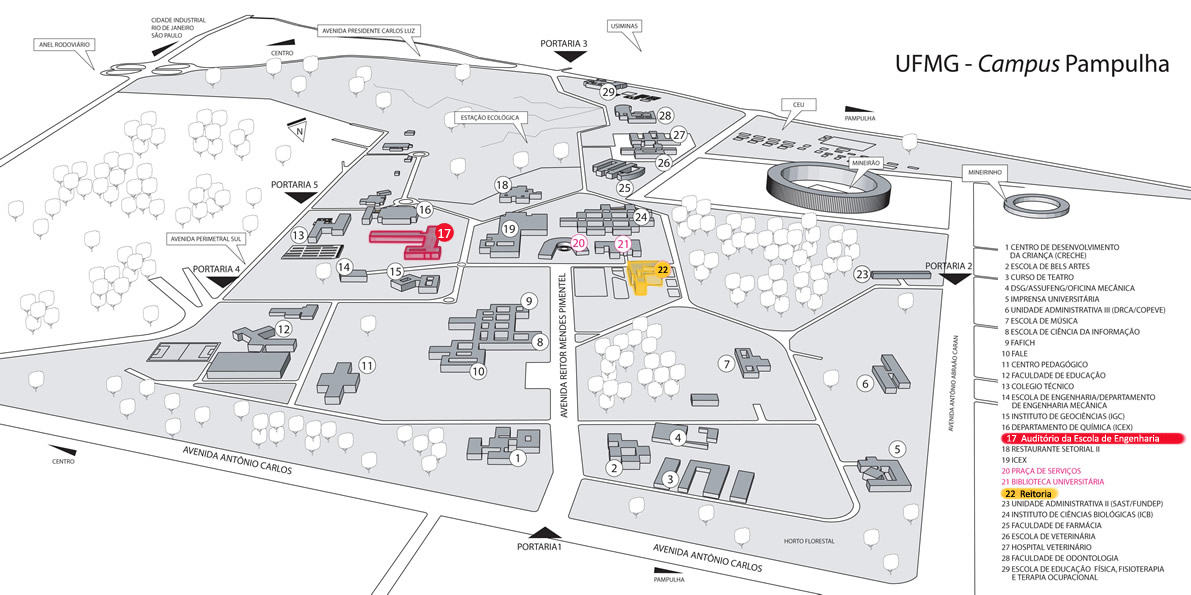 UFMG - Campus Pampulha
CIDADE INDUSTRIAL
RIO DE JANEIRO
SÃO PAULO
ANEL RODOVIÁRIO
CENTRO
AVENIDA PRESIDENTE CARLOS LUZ
PORTARIA 3
USIMINAS
29
28
27
26
25
CEU
PAMPULHA
ESTAÇÃO ECOLÓGICA
N
MINEIRÃO
MINEIRINHO
PORTARIA 5
18
16
13
17
19
24
20
21
22
AVENIDA PERIMETRAL SUL
PORTARIA 4
14
15
23
PORTARIA 2
AVENIDA REITOR MENDES PIMENTEL
AVENIDA ANTÔNIO ABRAÃO CARAN
9
8
10
12
11
7
6
5
4
3
2
1
CENTRO
AVENIDA ANTÔNIO CARLOS
PORTARIA1
AVENIDA ANTÔNIO CARLOS
PAMPULHA
HORTO FLORESTAL
1 CENTRO DE DESENVOLVIMENTO
DA CRIANÇA (CRECHE)
2 ESCOLA DE BELS ARTES
3 CURSO DE TEATRO
4 DSG/ASSUFENG/OFICINA MECÂNICA
5 IMPRENSA UNIVERSITÁRIA
6 UNIDADE ADMINISTRATIVA III (DRCA/COPEVE)
7 ESCOLA DE MÚSICA
8 ESCOLA DE CIÊNCIA DA INFORMAÇÃO
9 FAFICH
10 FALE
11 CENTRO PEDAGÓGICO
12 FACULDADE DE EDUCAÇÃO
13 COLEGIO TÉCNICO
14 ESCOLA DE ENGENHARIA/DEPARTAMENTO
DE ENGENHARIA MECÂNICA
15 INSTITUTO DE GEOCIÊNCIAS (IGC)
16 DEPARTAMENTO DE QUÍMICA (ICEX)
17 Auditório da Escola de Engenharia
18 RESTAURANTE SETORIAL II
19 ICEX
20 PRAÇA DE SERVIÇOS
21 BIBLIOTECA UNIVERSITÁRIA
22 Reitoria
23 UNIDADE ADMINISTRATIVA II (SAST/FUNDEP)
24 INSTITUTO DE CIÊNCIAS BIOLÓGICAS (ICB)
25 FACULDADE DE FARMÁCIA
26 ESCOLA DE VETERINÁRIA
27 HOSPITAL VETERINÁRIO
28 FACULDADE DE ODONTOLOGIA
29 ESCOLA DE EDUCAÇÃO FÍSICA, FISIOTERAPIA
E TERAPIA OCUPACIONAL